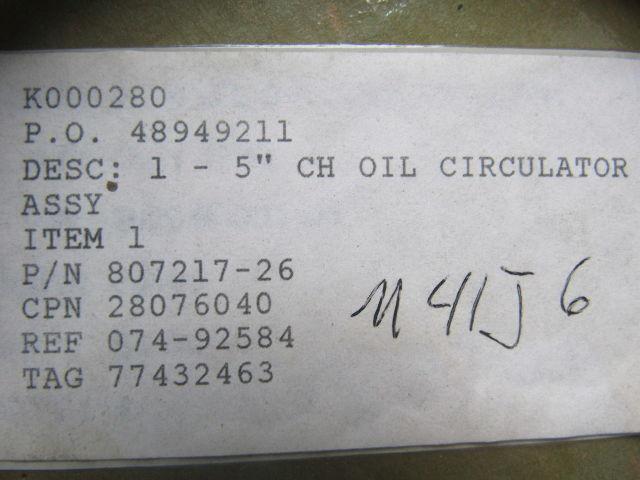 K000280
P.O. 48949211
DESC: 1 - 5" CH OIL CIRCULATOR
ASSY
ITEM 1
P/N 807217-26
CPN 28076040
REF 074-92584
TAG 77432463
M41J6